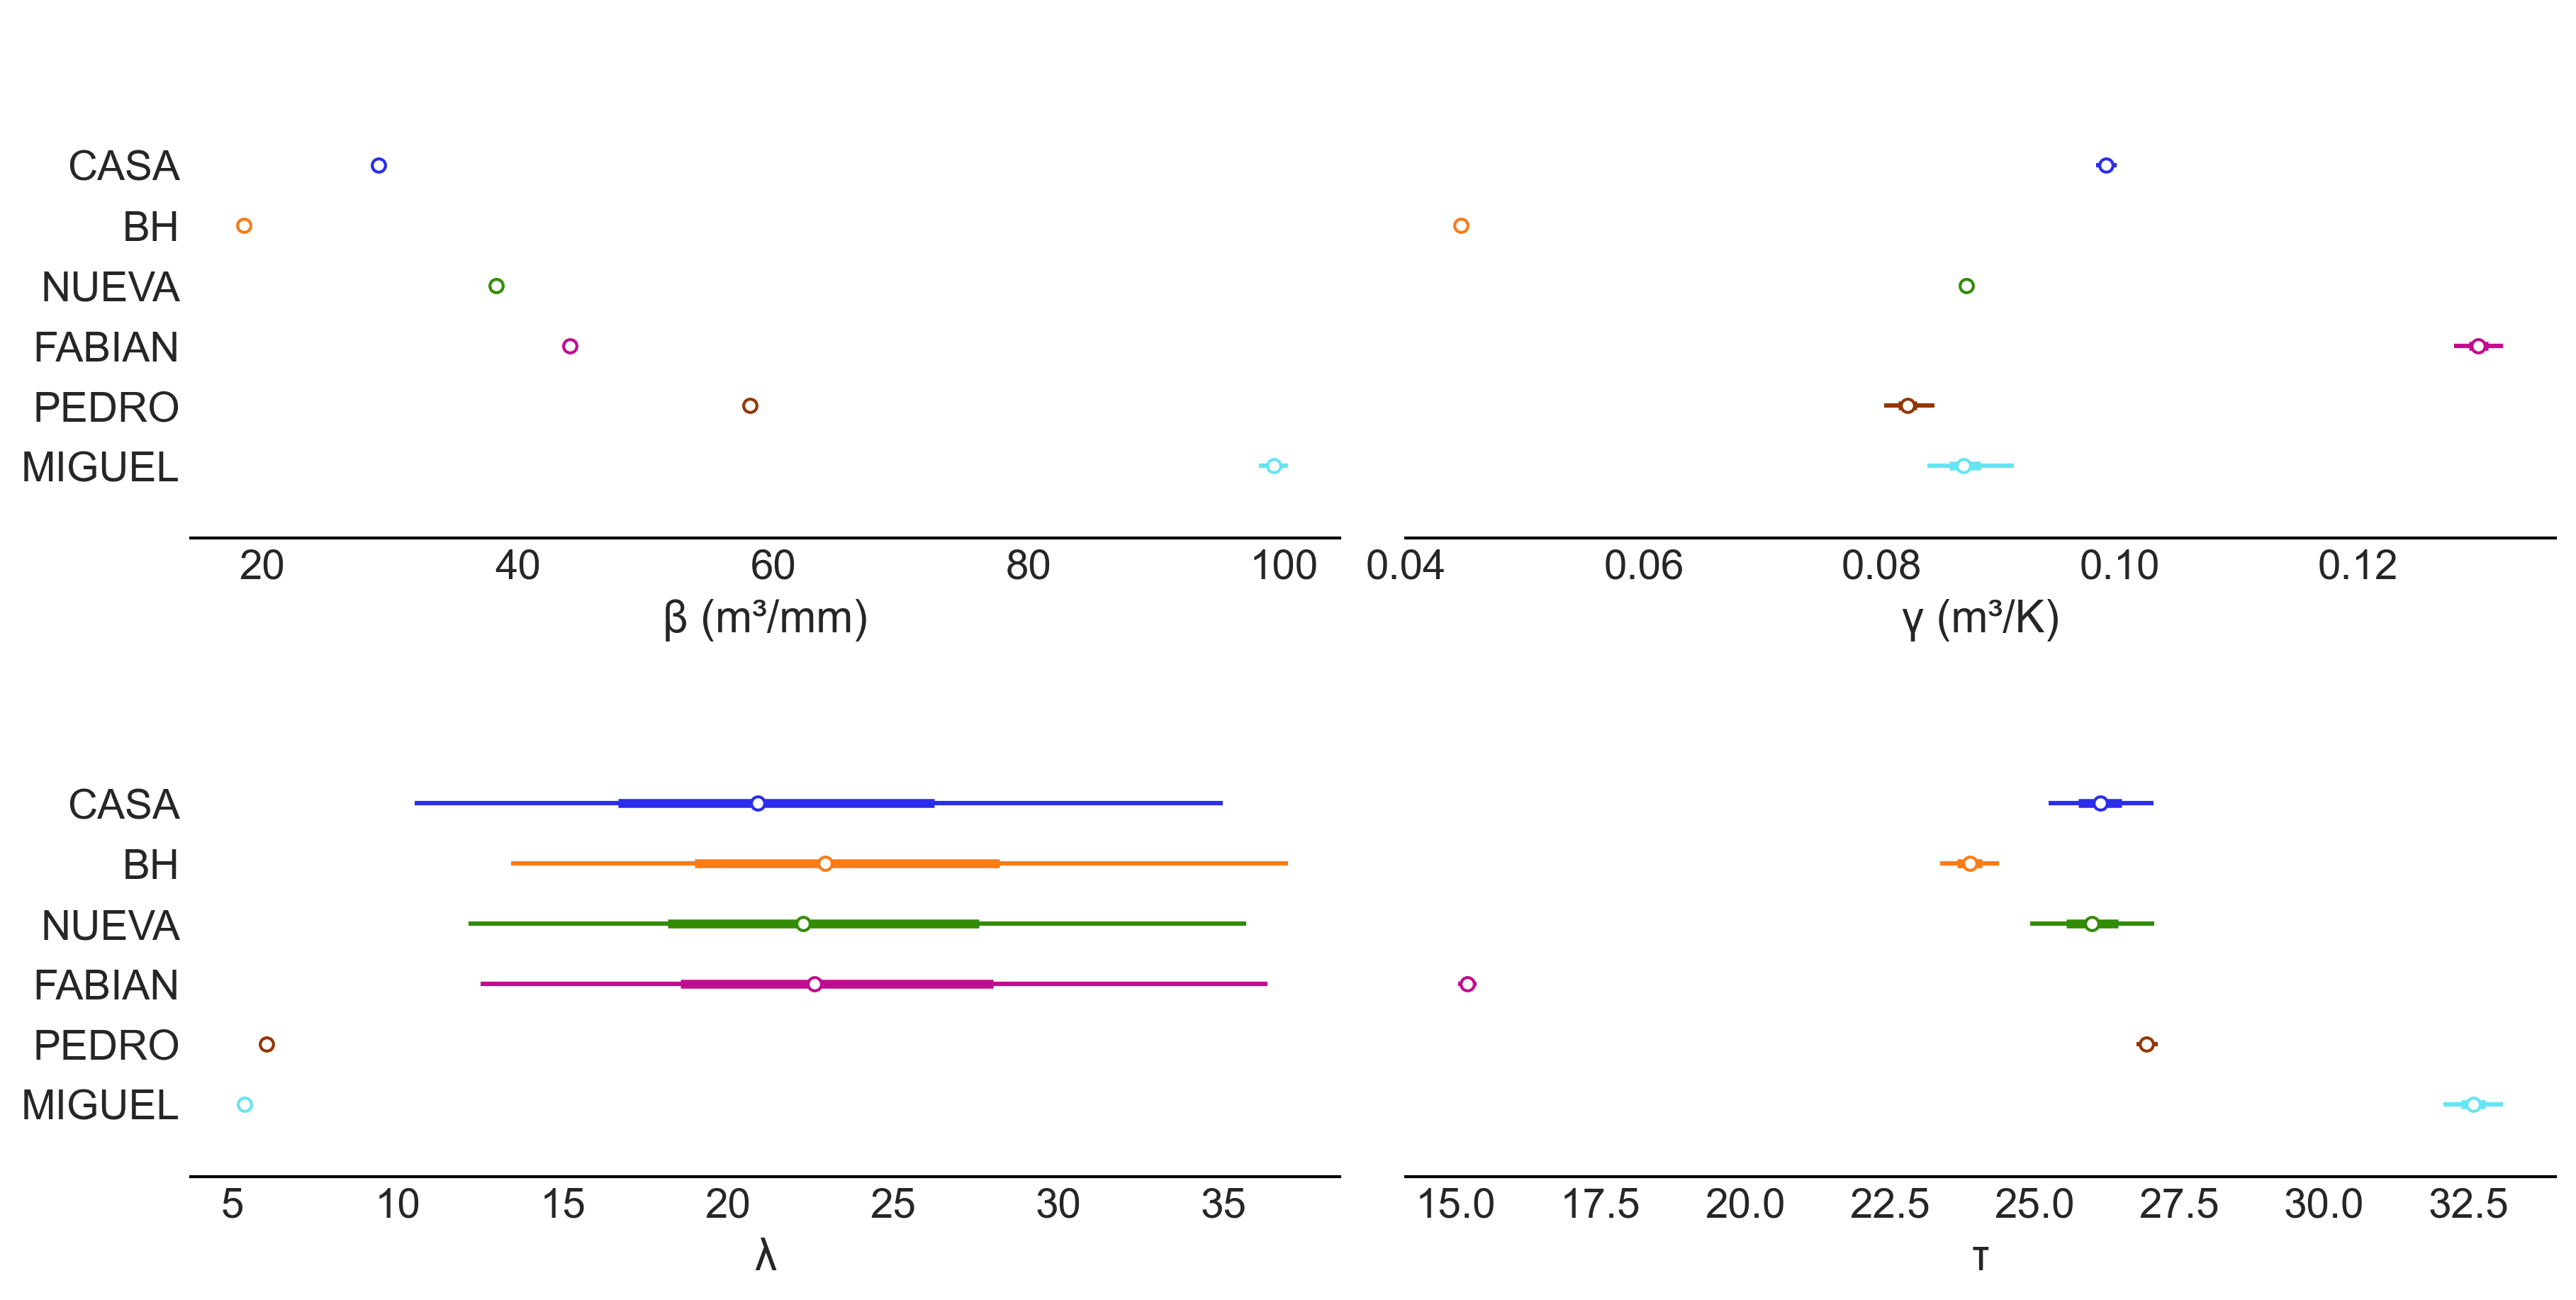 CASA
BH
NUEVA
FABIAN
PEDRO
MIGUEL
20 40 60 80 100
β (m³/mm)
0.04 0.06 0.08 0.10 0.12
γ (m³/K)
CASA
BH
NUEVA
FABIAN
PEDRO
MIGUEL
5 10 15 20 25 30 35
λ
15.0 17.5 20.0 22.5 25.0 27.5 30.0 32.5
τ